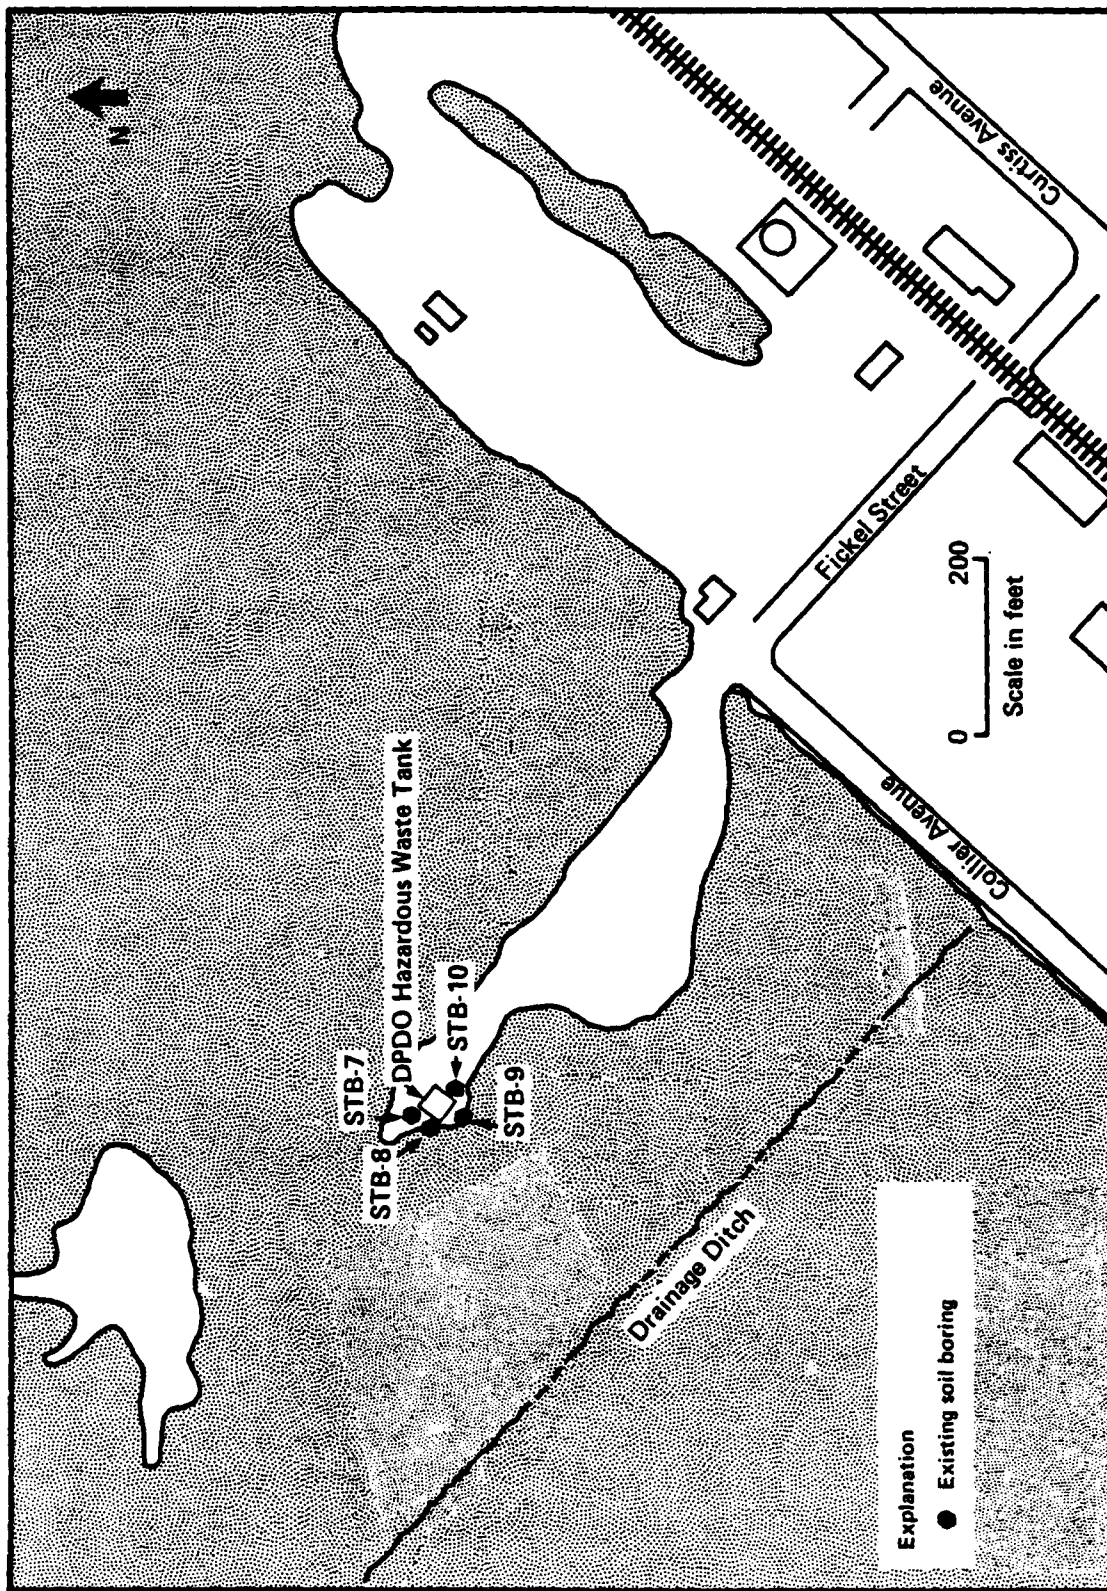 N
Curtiss Avenue
Fickel Street
0 200
Scale in feet
Collier Avenue
DPDO Hazardous Waste Tank
STB-7
STB-10
STB-8
STB-9
Drainage Ditch
Explanation
Existing soil boring